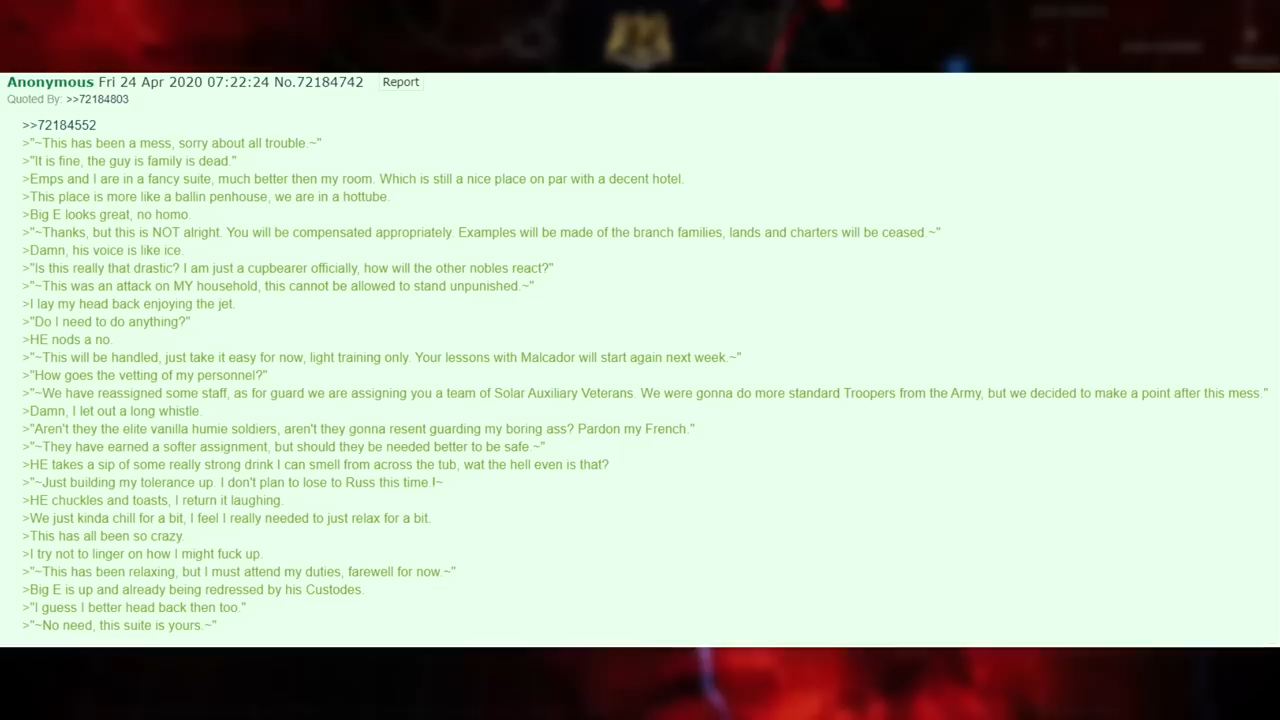 Anonymous Fri 24 Apr 2020 07:22:24 No.72184742 Report
Quoted By: >>72184803
>>72184552
>"~This has been a mess, sorry about all trouble.~"
>"It is fine, the guy is family is dead."
>Emps and I are in a fancy suite, much better then my room. Which is still a nice place on par with a decent hotel.
>This place is more like a ballin penhouse, we are in a hottube.
>Big E looks great, no homo.
>"~Thanks, but this is NOT alright. You will be compensated appropriately. Examples will be made of the branch families, lands and charters will be ceased.~"
>Damn, his voice is like ice.
>"Is this really that drastic? I am just a cupbearer officially, how will the other nobles react?"
>"~This was an attack on MY household, this cannot be allowed to stand unpunished.~"
>I lay my head back enjoying the jet.
>"Do I need to do anything?"
>HE nods a no.
>"~This will be handled, just take it easy for now, light training only. Your lessons with Malcador will start again next week.~"
>"How goes the vetting of my personnel?"
>"~We have reassigned some staff, as for guard we are assigning you a team of Solar Auxiliary Veterans. We were gonna do more standard Troopers from the Army, but we decided to make a point after this mess."
>Damn, I let out a long whistle.
>"Aren't they the elite vanilla humie soldiers, aren't they gonna resent guarding my boring ass? Pardon my French."
>"~They have earned a softer assignment, but should they be needed better to be safe.~"
>HE takes a sip of some really strong drink I can smell from across the tub, wat the hell even is that?
>"~Just building my tolerance up. I don't plan to lose to Russ this time.!~
>HE chuckles and toasts, I return it laughing.
>We just kinda chill for a bit, I feel I really needed to just relax for a bit.
>This has all been so crazy.
>I try not to linger on how I might fuck up.
>"~This has been relaxing, but I must attend my duties, farewell for now.~"
>Big E is up and already being redressed by his Custodes.
>"I guess I better head back then too."
>"~No need, this suite is yours.~"